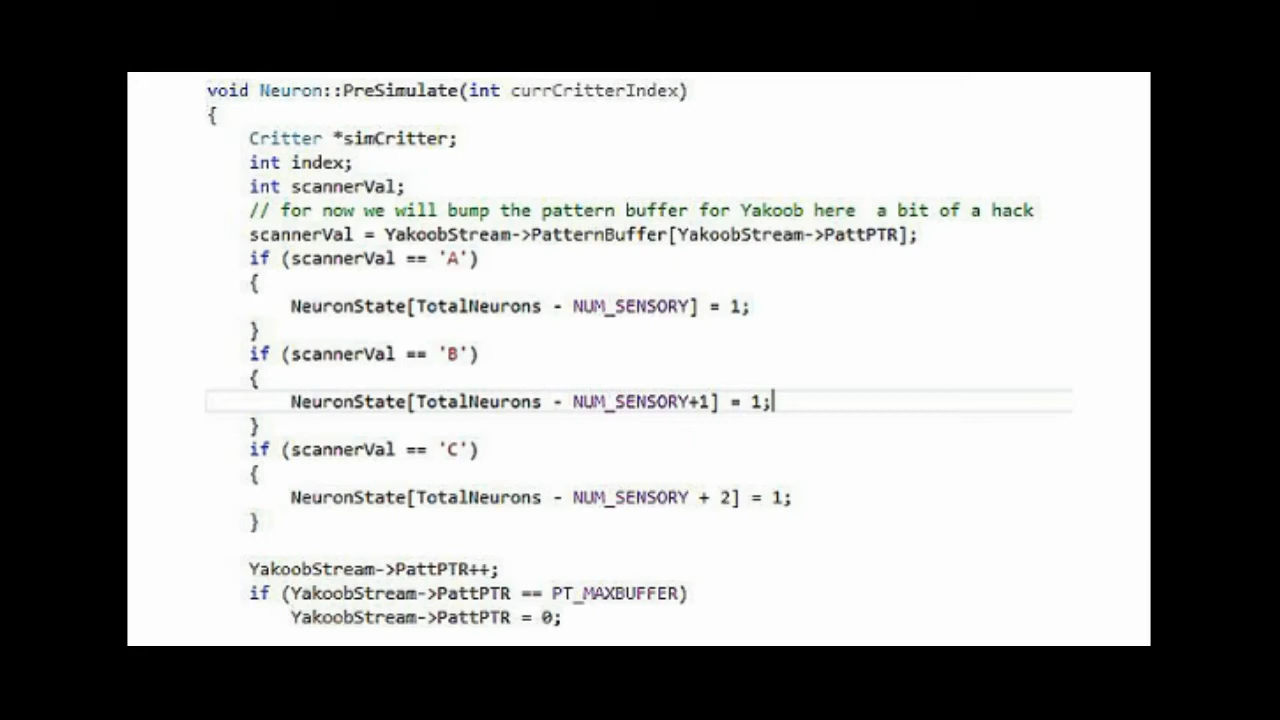 void Neuron::PreSimulate(int currCritterIndex)
{
Critter *simCritter;
int index;
int scannerVal;
// for now we will bump the pattern buffer for Yakoob here  a bit of a hack
scannerVal = YakoobStream->PatternBuffer[YakoobStream->PattPTR];
if (scannerVal == 'A')
{
NeuronState[TotalNeurons - NUM_SENSORY] = 1;
}
if (scannerVal == 'B')
{
NeuronState[TotalNeurons - NUM_SENSORY+1] = 1;
}
if (scannerVal == 'C')
{
NeuronState[TotalNeurons - NUM_SENSORY + 2] = 1;
}
YakoobStream->PattPTR++;
if (YakoobStream->PattPTR == PT_MAXBUFFER)
YakoobStream->PattPTR = 0;